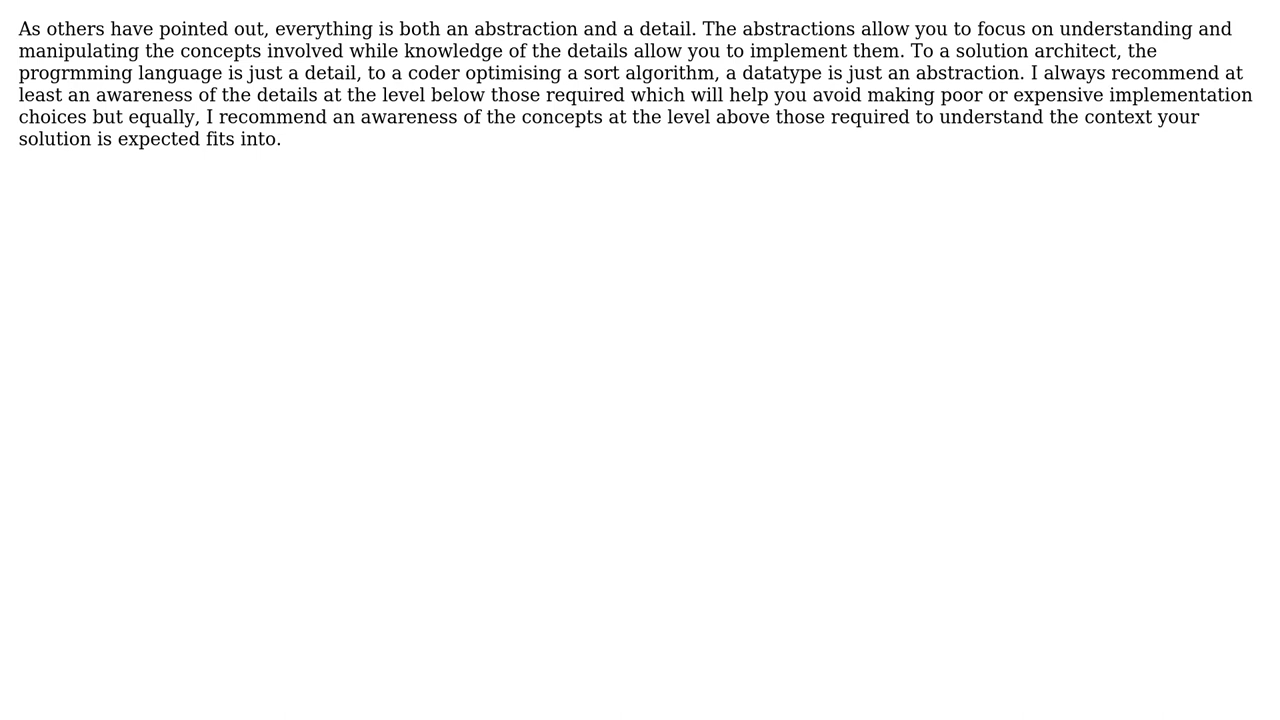 As others have pointed out, everything is both an abstraction and a detail. The abstractions allow you to focus on understanding and
manipulating the concepts involved while knowledge of the details allow you to implement them. To a solution architect, the
progrmming language is just a detail, to a coder optimising a sort algorithm, a datatype is just an abstraction. I always recommend at
least an awareness of the details at the level below those required which will help you avoid making poor or expensive implementation
choices but equally, I recommend an awareness of the concepts at the level above those required to understand the context your
solution is expected fits into.